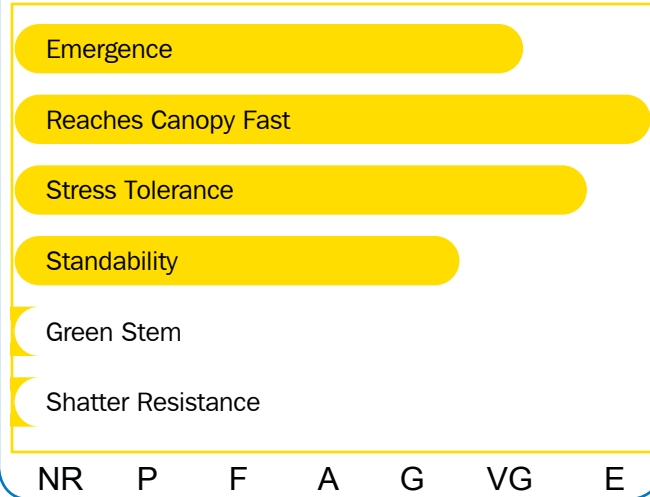 Emergence
Reaches Canopy Fast
Stress Tolerance
Standability
Green Stem
Shatter Resistance
NR P F A G VG E